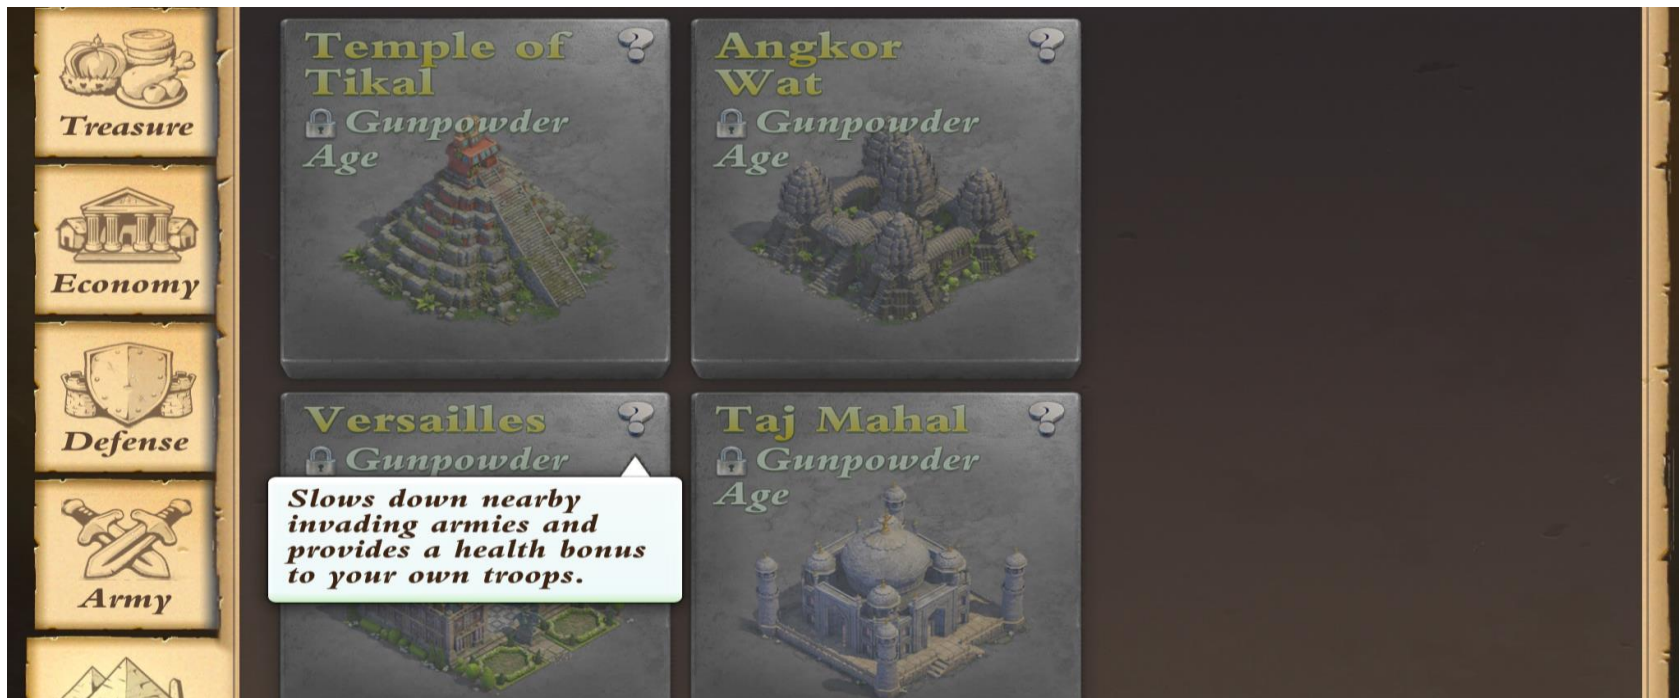 Treasure
Economy
Defense
Army
Temple of
Tikal
Gunpowder
Age
Angkor
Wat
Gunpowder
Age
Versailles
Gunpowder
Slows down nearby
invading armies and
provides a health bonus
to your own troops.
Taj Mahal
Gunpowder
Age